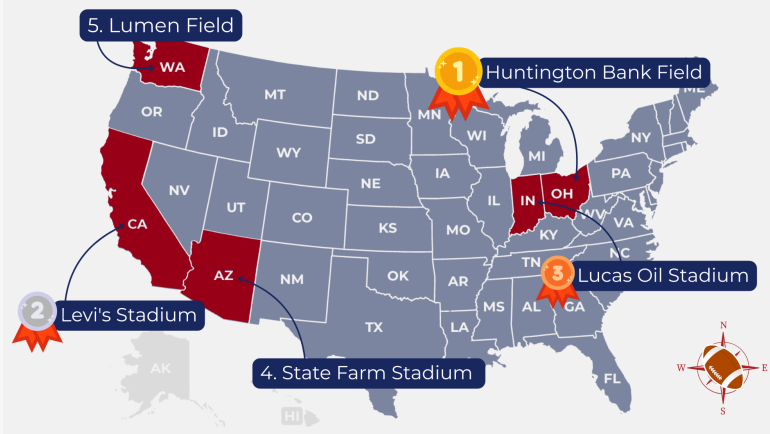 5. Lumen Field
1
Huntington Bank Field
WA
MT
ND
MN
OR
ID
SD
WI
MI
NY
WY
IA
PA
NV
NE
IL
IN
OH
WV
VA
UT
CO
CA
KS
MO
KY
NC
TN
AZ
NM
OK
AR
3
Lucas Oil Stadium
2
Levi's Stadium
MS
AL
GA
TX
LA
AK
4. State Farm Stadium
FL
HI
N
W
E
S